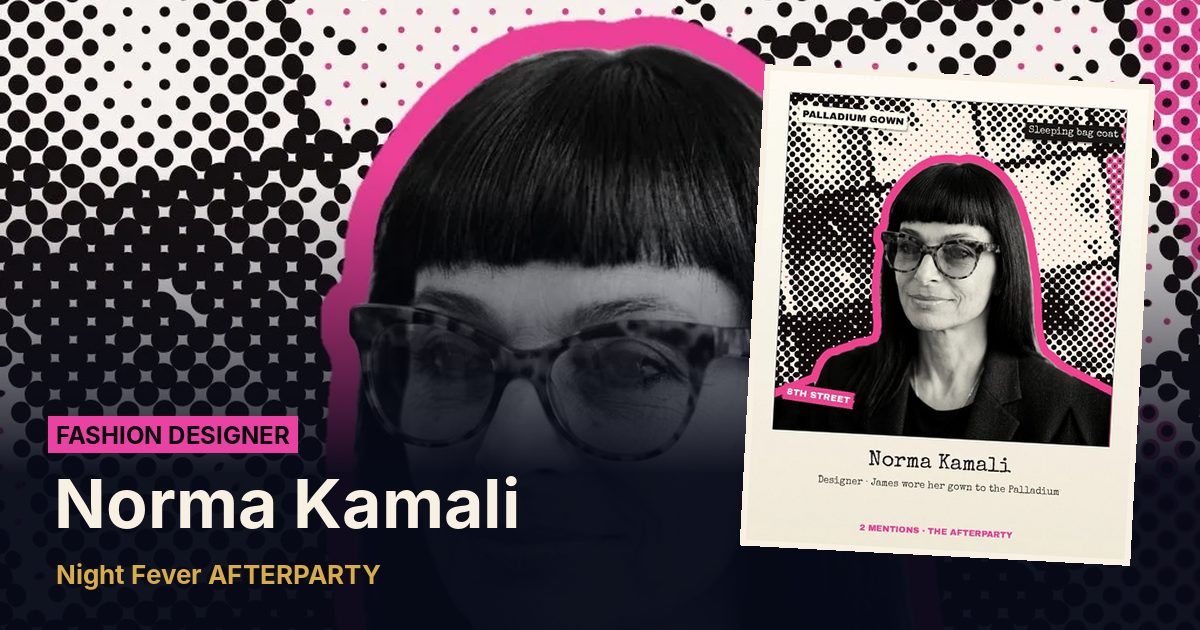 FASHION DESIGNER
Norma Kamali
Night Fever AFTERPARTY
PALLADIUM GOWN
Sleeping bag coat
8TH STREET
Norma Kamali
Designer · James wore her gown to the Palladium
2 MENTIONS · THE AFTERPARTY